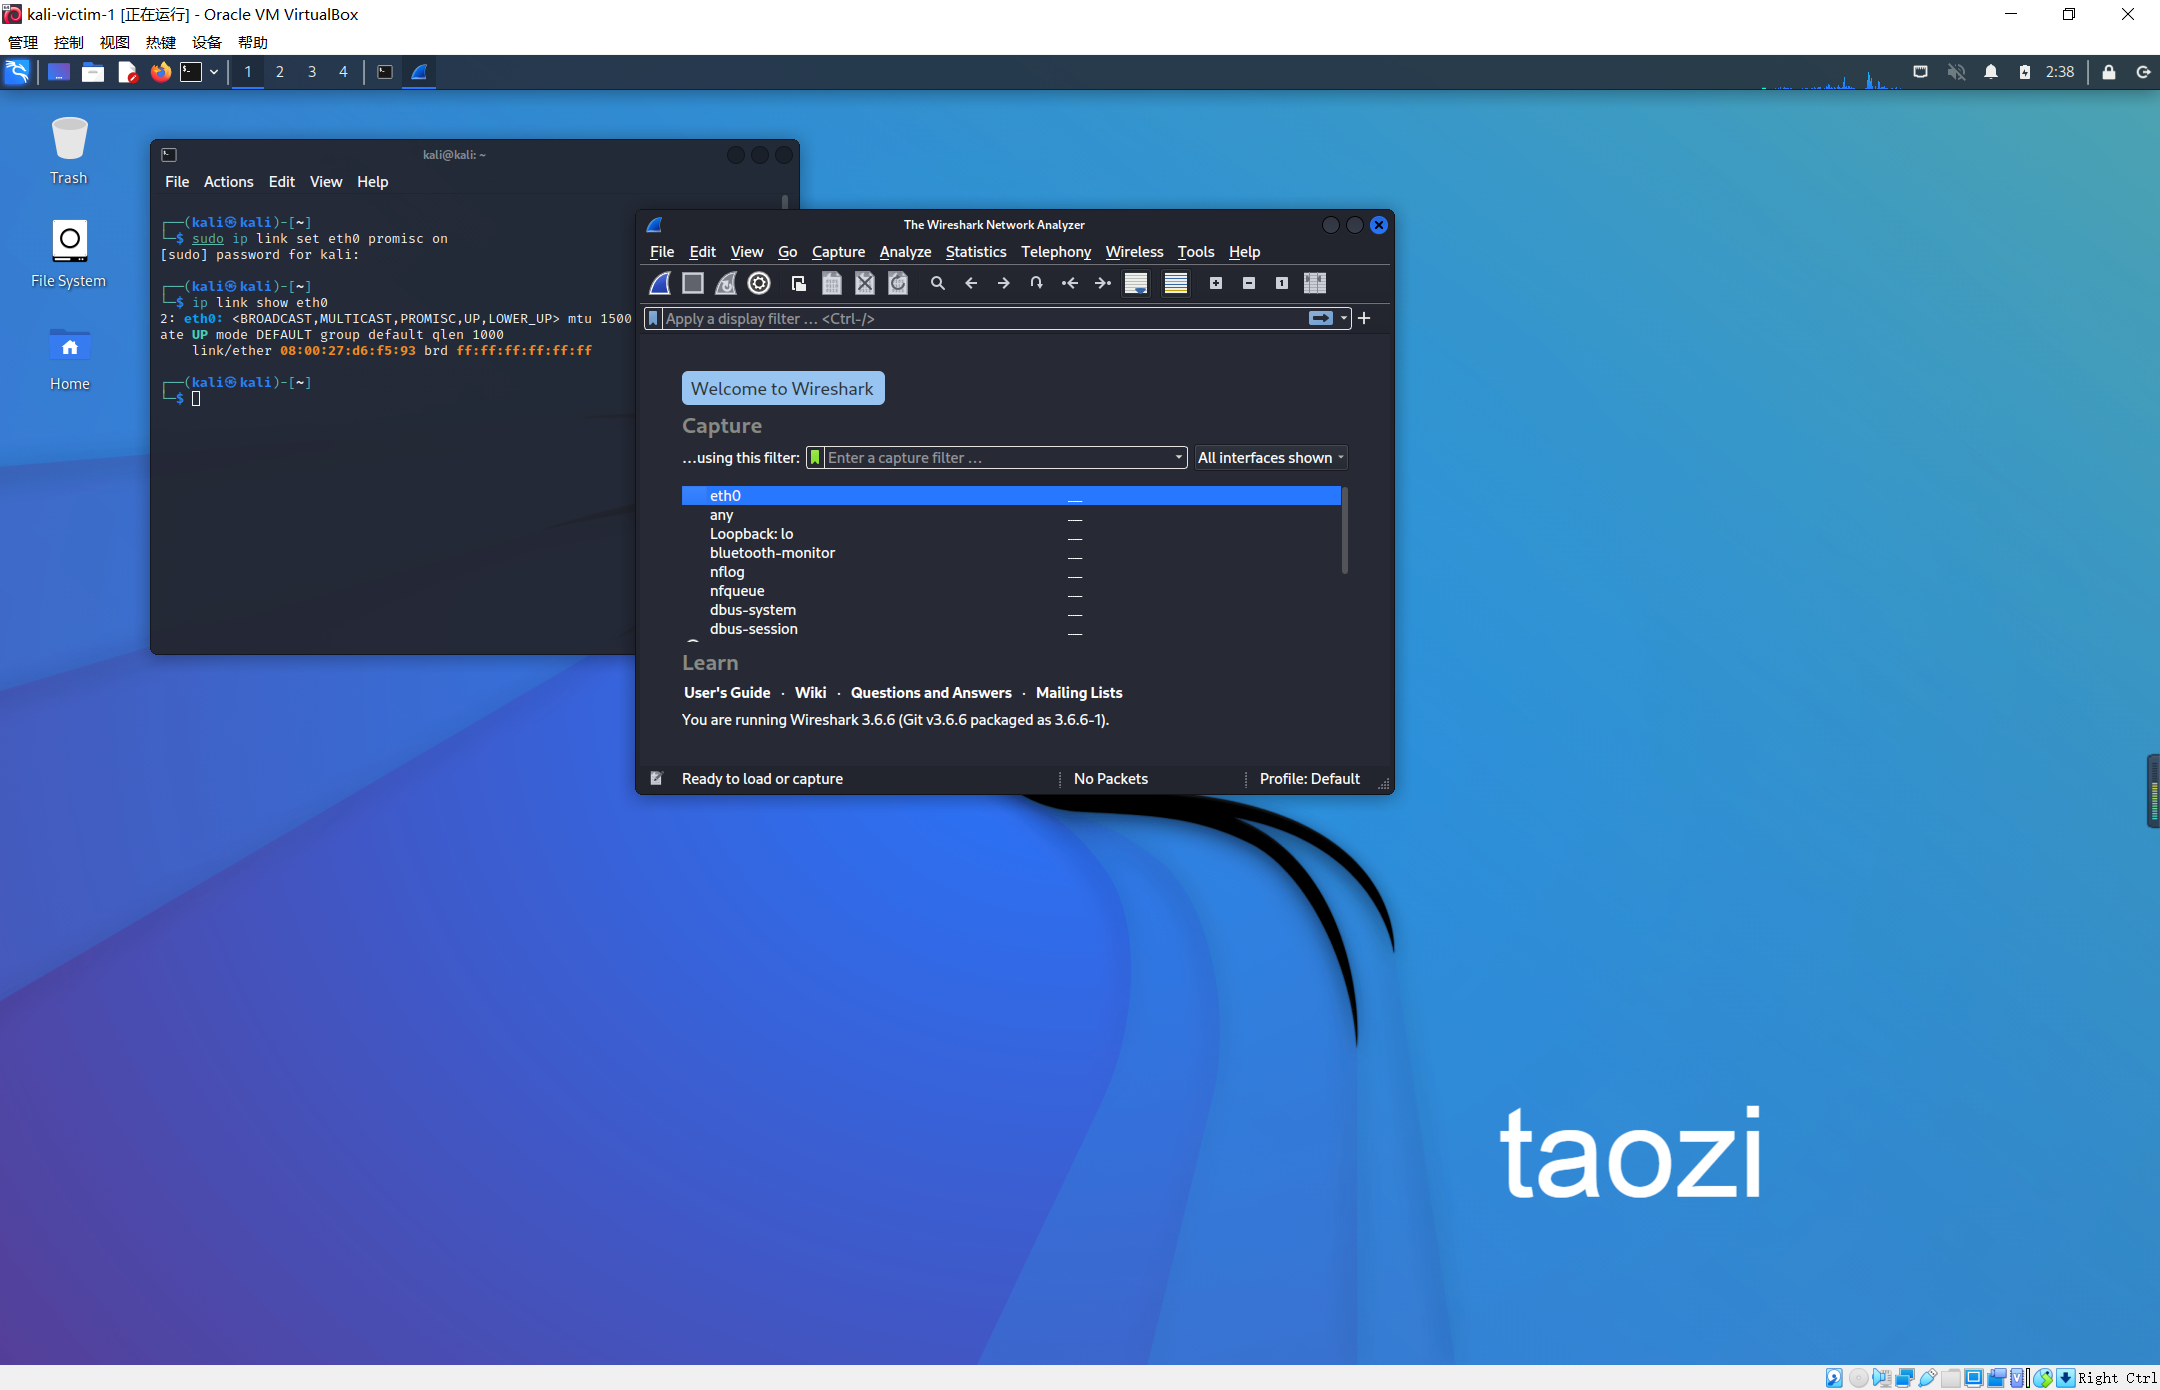 kali-victim-1 [正在运行] - Oracle VM VirtualBox
管理 控制 视图 热键 设备 帮助
1 2 3 4 2:38
Trash
File System
Home
kali@kali: ~
File Actions Edit View Help
┌──(kali㉿kali)-[~]
└─$ sudo ip link set eth0 promisc on
[sudo] password for kali:
┌──(kali㉿kali)-[~]
└─$ ip link show eth0
2: eth0: <BROADCAST,MULTICAST,PROMISC,UP,LOWER_UP> mtu 1500
ate UP mode DEFAULT group default qlen 1000
link/ether 08:00:27:d6:f5:93 brd ff:ff:ff:ff:ff:ff
┌──(kali㉿kali)-[~]
└─$
The Wireshark Network Analyzer
File Edit View Go Capture Analyze Statistics Telephony Wireless Tools Help
Apply a display filter … <Ctrl-/>
Welcome to Wireshark
Capture
…using this filter: Enter a capture filter … All interfaces shown
eth0
any
Loopback: lo
bluetooth-monitor
nflog
nfqueue
dbus-system
dbus-session
Learn
User's Guide · Wiki · Questions and Answers · Mailing Lists
You are running Wireshark 3.6.6 (Git v3.6.6 packaged as 3.6.6-1).
Ready to load or capture No Packets Profile: Default
taozi
Right Ctrl